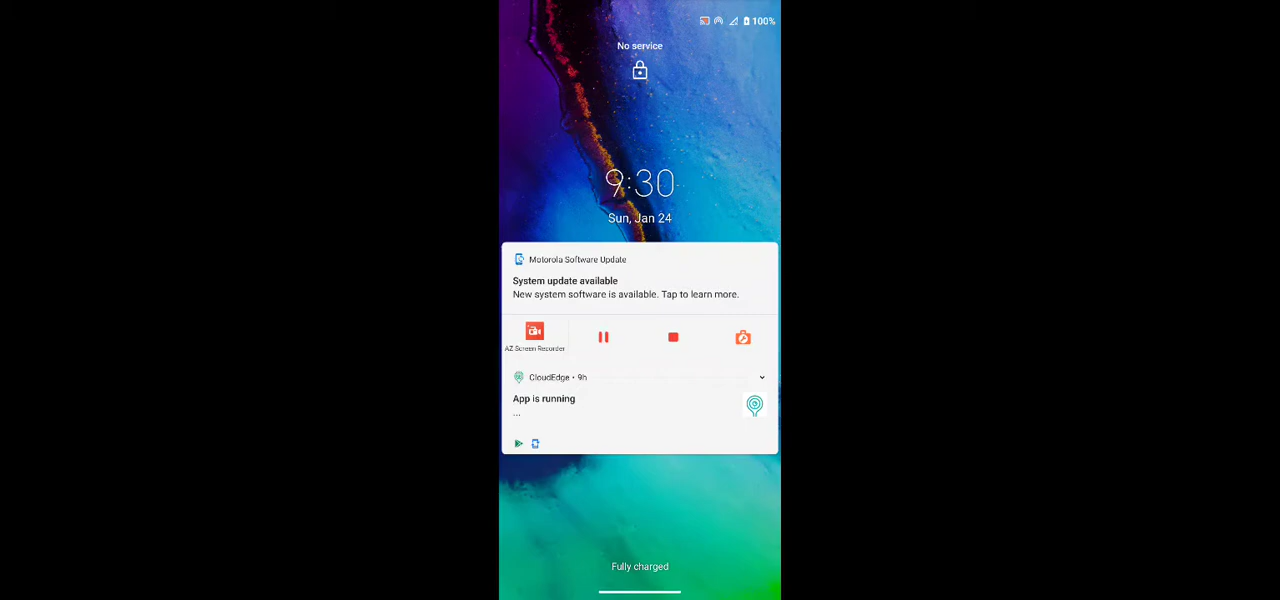 100%
No service
9:30
Sun, Jan 24
Motorola Software Update
System update available
New system software is available. Tap to learn more.
AZ Screen Recorder
CloudEdge • 9h
App is running
...
Fully charged